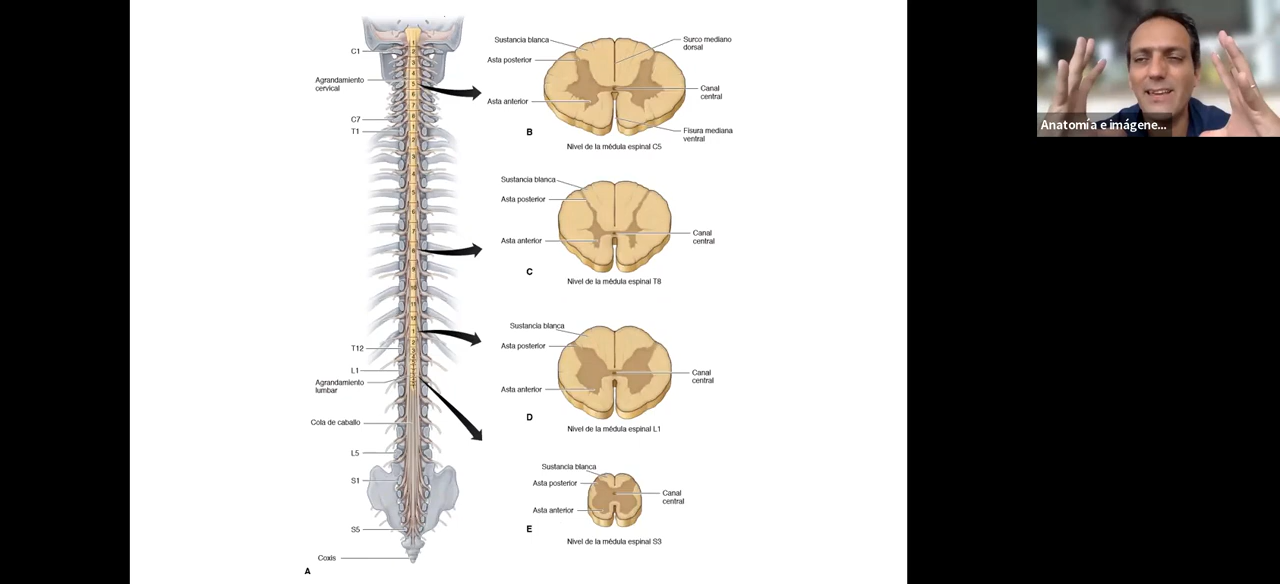 C1
Agrandamiento
cervical
C7
T1
T12
L1
Agrandamiento
lumbar
Cola de caballo
L5
S1
S5
Coxis
A
Sustancia blanca
Asta posterior
Asta anterior
Surco mediano
dorsal
Canal
central
Fisura mediana
ventral
B
Nivel de la médula espinal C5
Sustancia blanca
Asta posterior
Asta anterior
Canal
central
C
Nivel de la médula espinal T8
Sustancia blanca
Asta posterior
Asta anterior
Canal
central
D
Nivel de la médula espinal L1
Sustancia blanca
Asta posterior
Asta anterior
Canal
central
E
Nivel de la médula espinal S3
Anatomía e imágene...